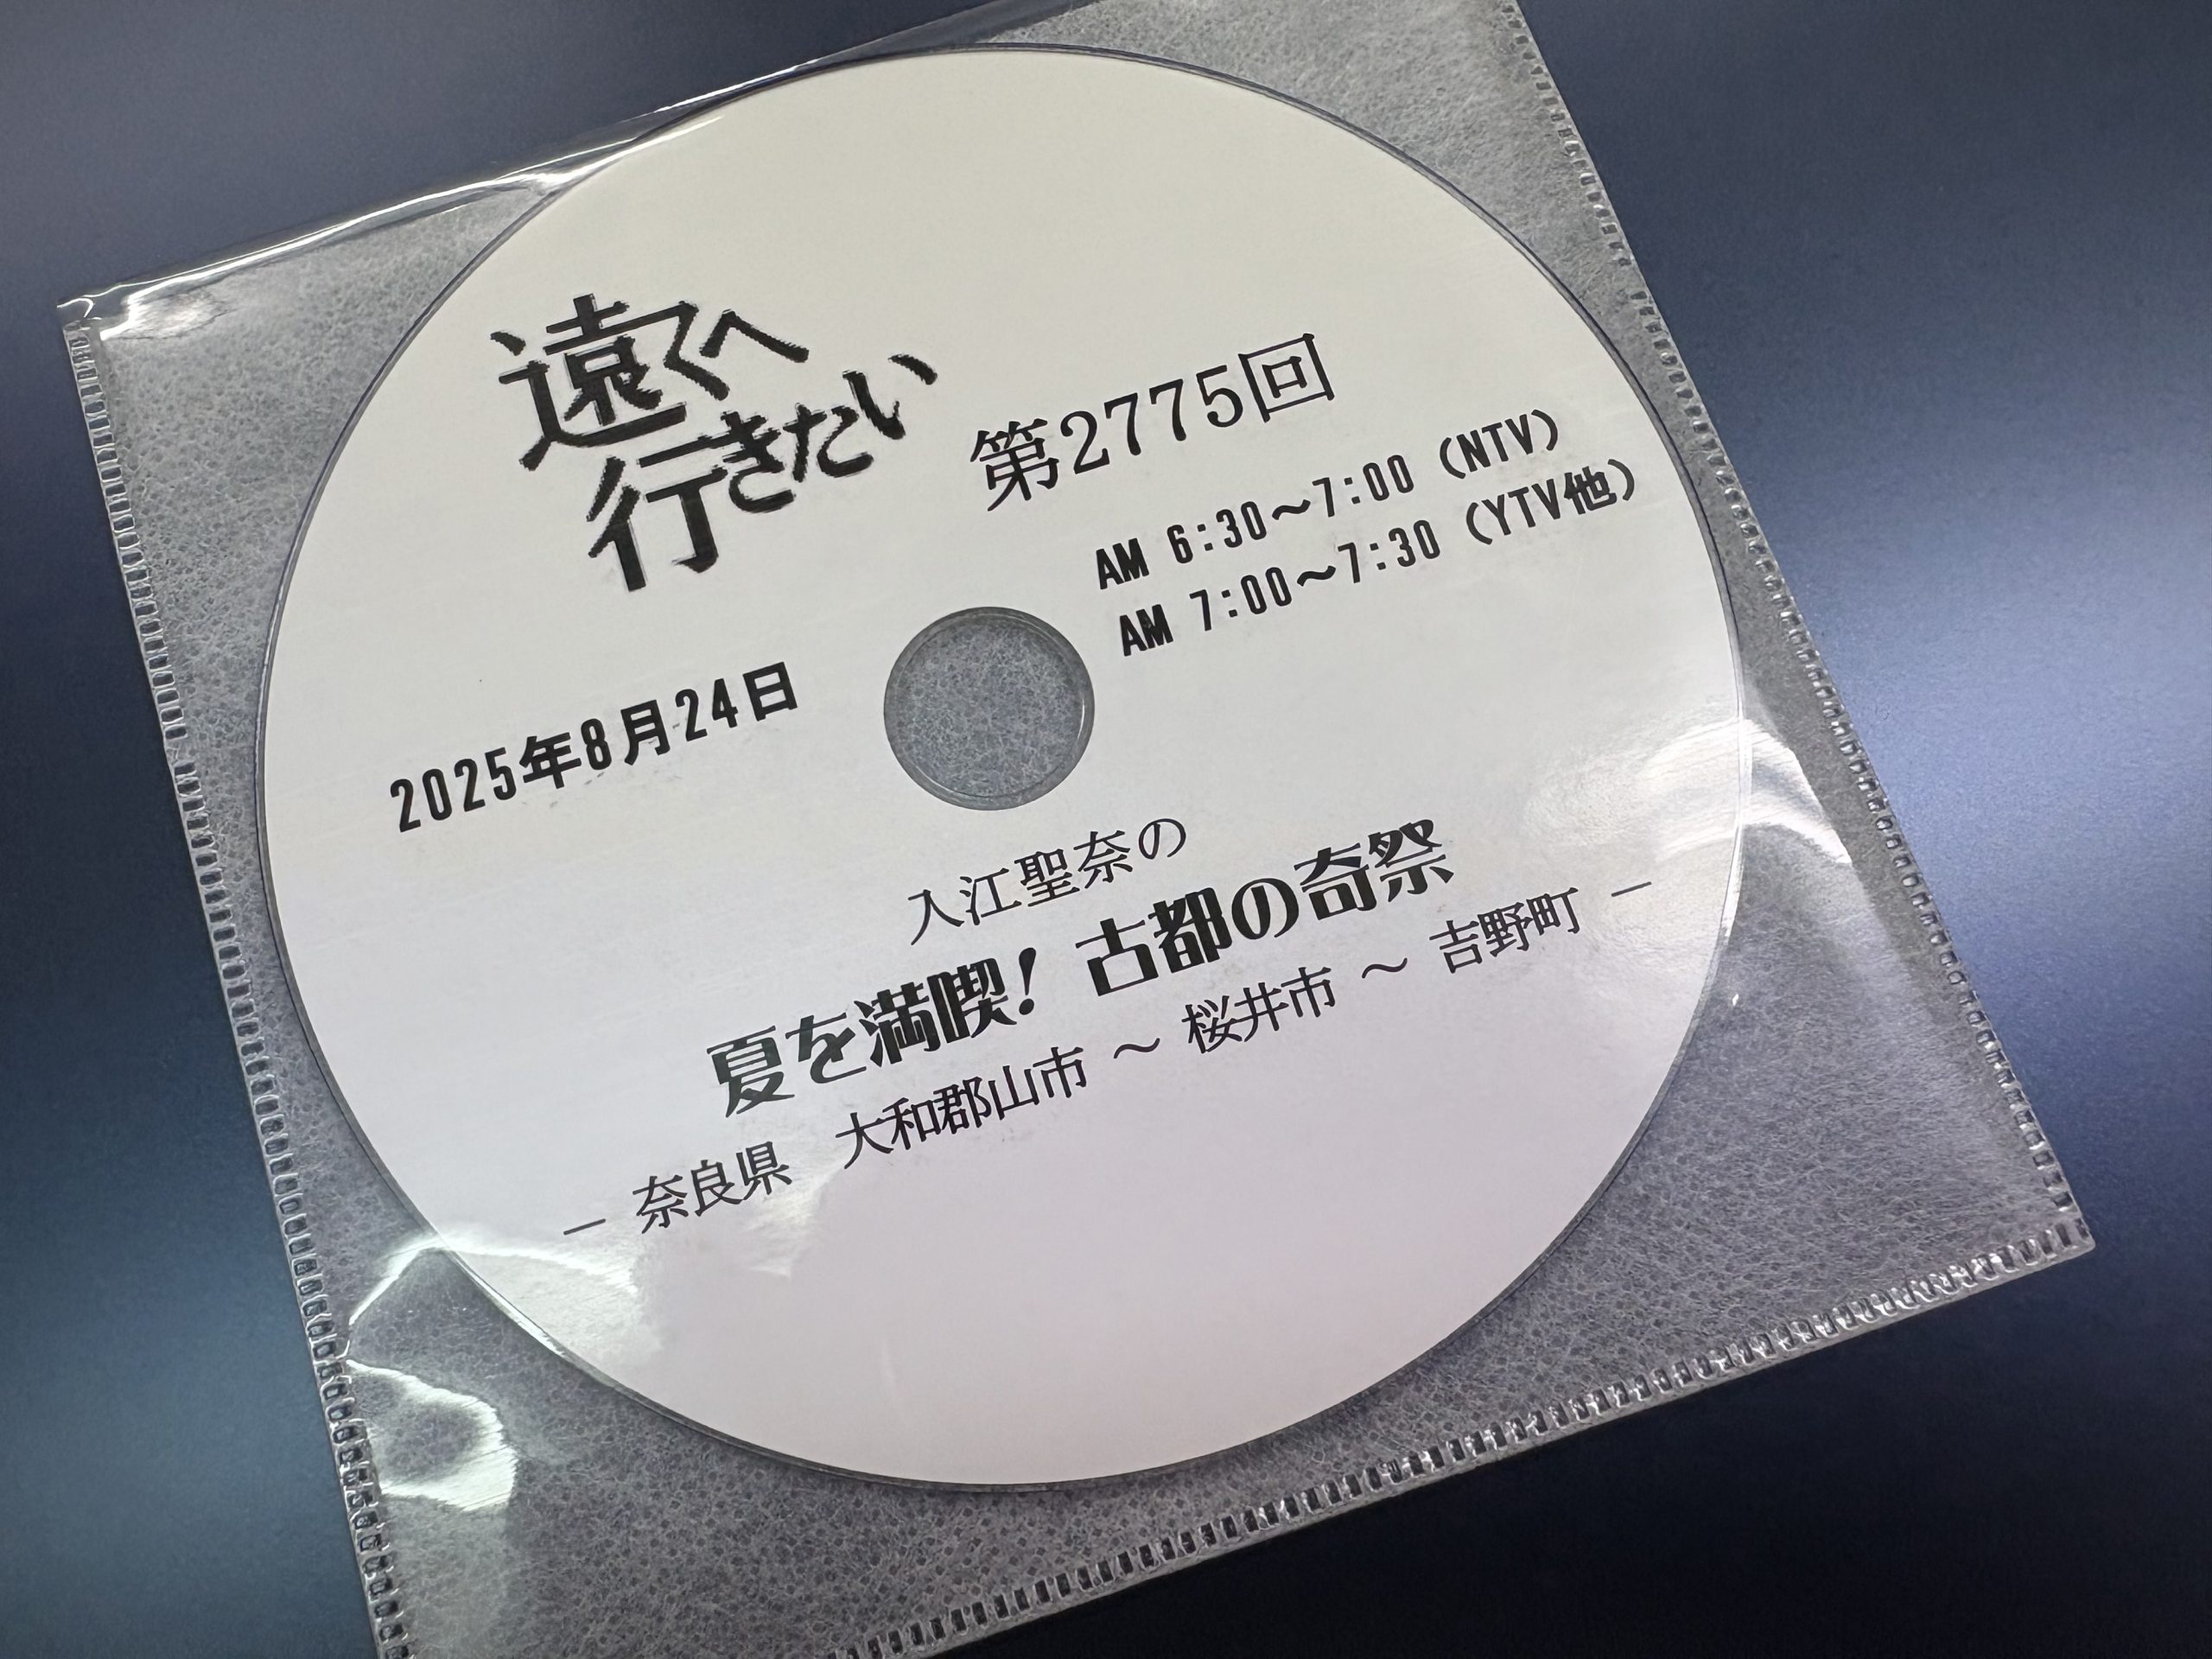 遠くへ
行きたい
第2775回
AM 6:30～7:00 (NTV)
AM 7:00～7:30 (YTV他)
2025年8月24日
入江聖奈の
夏を満喫! 古都の奇祭
― 奈良県　大和郡山市 ～ 桜井市 ～ 吉野町 ―